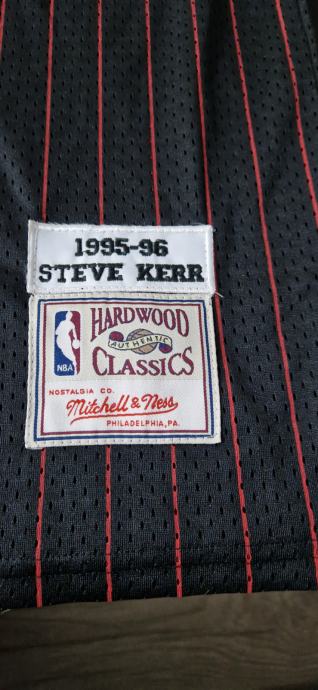 1995-96
STEVE KERR
HARDWOOD
AUTHENTIC
CLASSICS
NBA
NOSTALGIA CO.
Mitchell & Ness
PHILADELPHIA, PA.